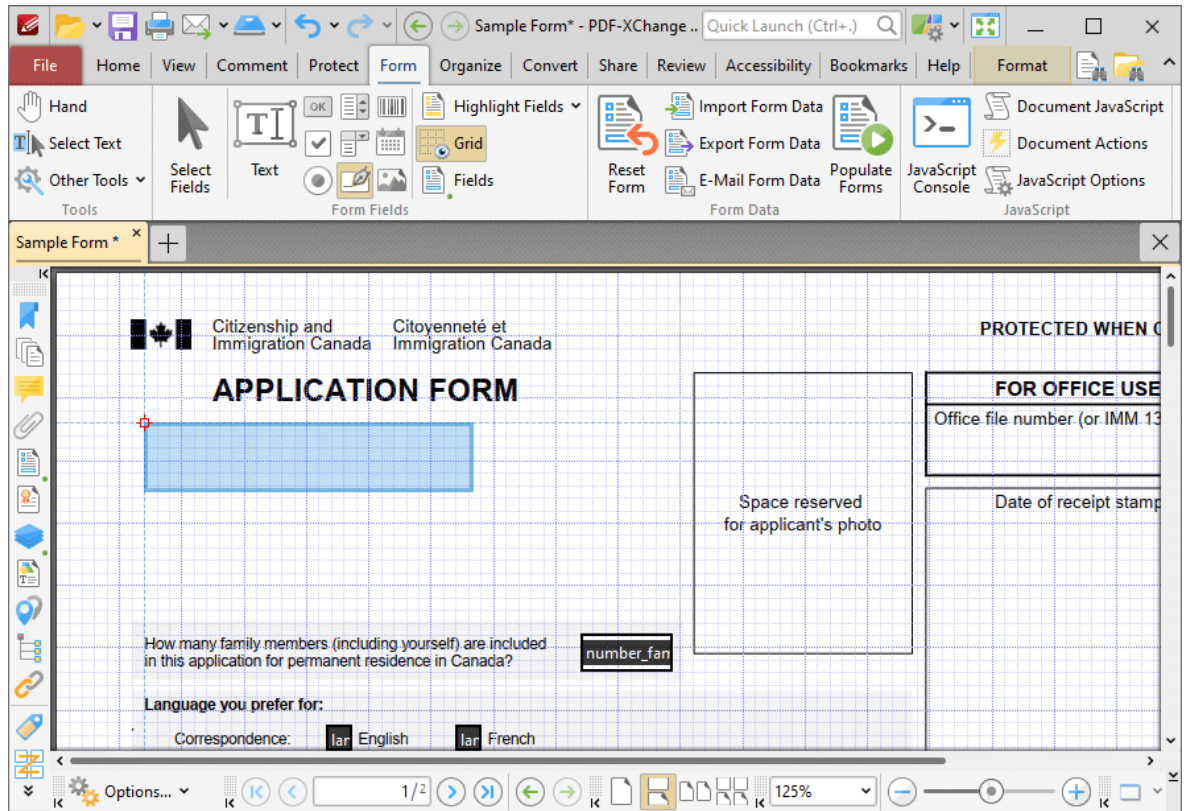 Sample Form* - PDF-XChange .. Quick Launch (Ctrl+.)
File Home View Comment Protect Form Organize Convert Share Review Accessibility Bookmarks Help Format
Hand
Select Text
Other Tools
Tools
Select Fields
Text
OK
Form Fields
Highlight Fields
Grid
Fields
Reset Form
Import Form Data
Export Form Data
E-Mail Form Data
Populate Forms
Form Data
JavaScript Console
Document JavaScript
Document Actions
JavaScript Options
JavaScript
Sample Form *
Citizenship and Immigration Canada
Citoyenneté et Immigration Canada
PROTECTED WHEN
APPLICATION FORM
FOR OFFICE USE
Office file number (or IMM 13
Space reserved
for applicant's photo
Date of receipt stamp
How many family members (including yourself) are included
in this application for permanent residence in Canada?
number_fam
Language you prefer for:
Correspondence: lar English lar French
Options...
1/2
125%